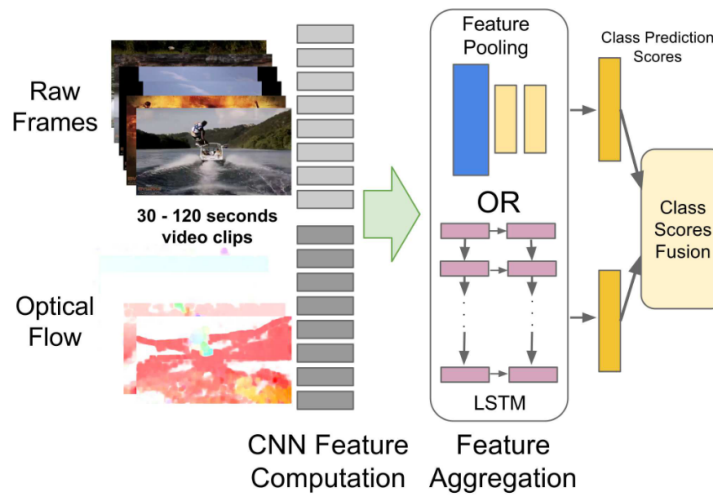 Raw
Frames
30 - 120 seconds
video clips
Optical
Flow
CNN Feature
Computation
Feature
Pooling
OR
LSTM
Feature
Aggregation
Class Prediction
Scores
Class
Scores
Fusion